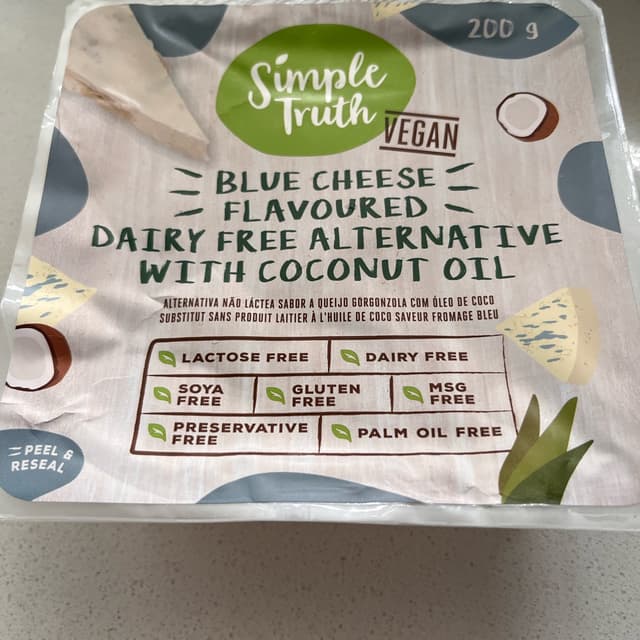 200 g
Simple
Truth
VEGAN
BLUE CHEESE
FLAVOURED
DAIRY FREE ALTERNATIVE
WITH COCONUT OIL
ALTERNATIVA NÃO LÁCTEA SABOR A QUEIJO GORGONZOLA COM ÓLEO DE COCO
SUBSTITUT SANS PRODUIT LAITIER À L'HUILE DE COCO SAVEUR FROMAGE BLEU
LACTOSE FREE
DAIRY FREE
SOYA
FREE
GLUTEN
FREE
MSG
FREE
PRESERVATIVE
FREE
PALM OIL FREE
PEEL &
RESEAL